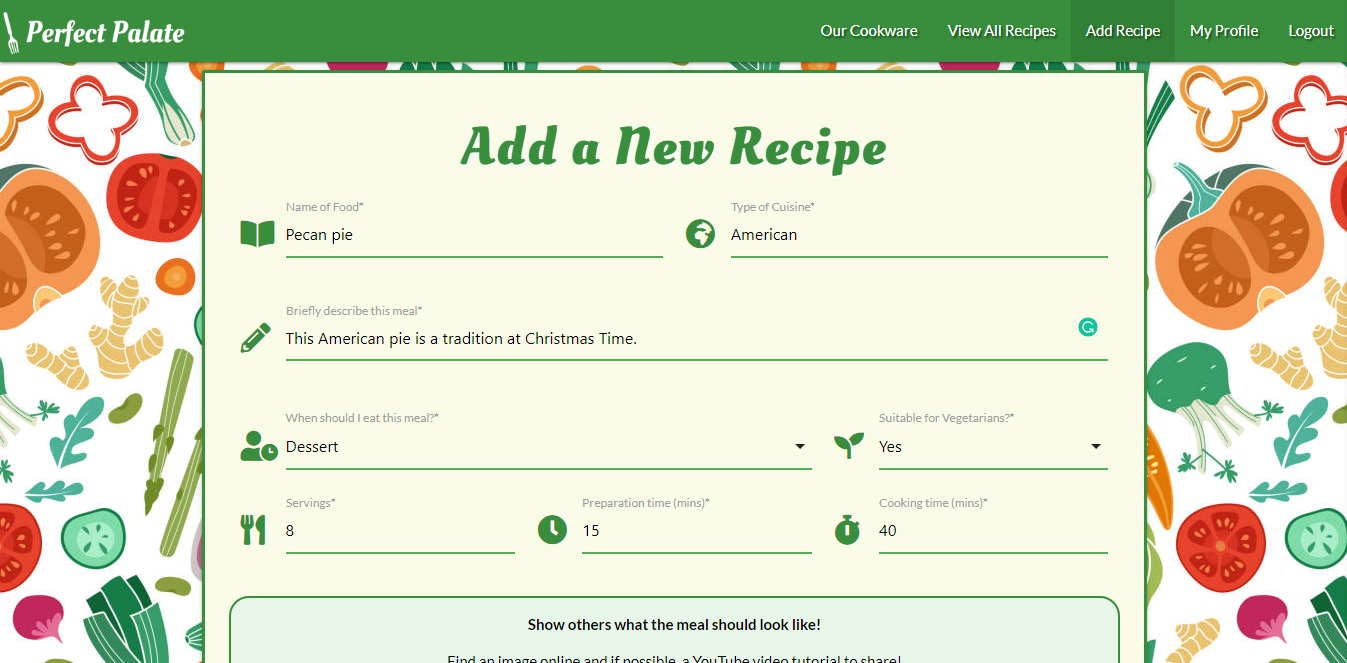 Perfect Palate
Our Cookware View All Recipes Add Recipe My Profile Logout
Add a New Recipe
Name of Food* Type of Cuisine*
Pecan pie American
Briefly describe this meal*
This American pie is a tradition at Christmas Time.
When should I eat this meal?* Suitable for Vegetarians?*
Dessert Yes
Servings* Preparation time (mins)* Cooking time (mins)*
8 15 40
Show others what the meal should look like!
Find an image online and if possible, a YouTube video tutorial to share!